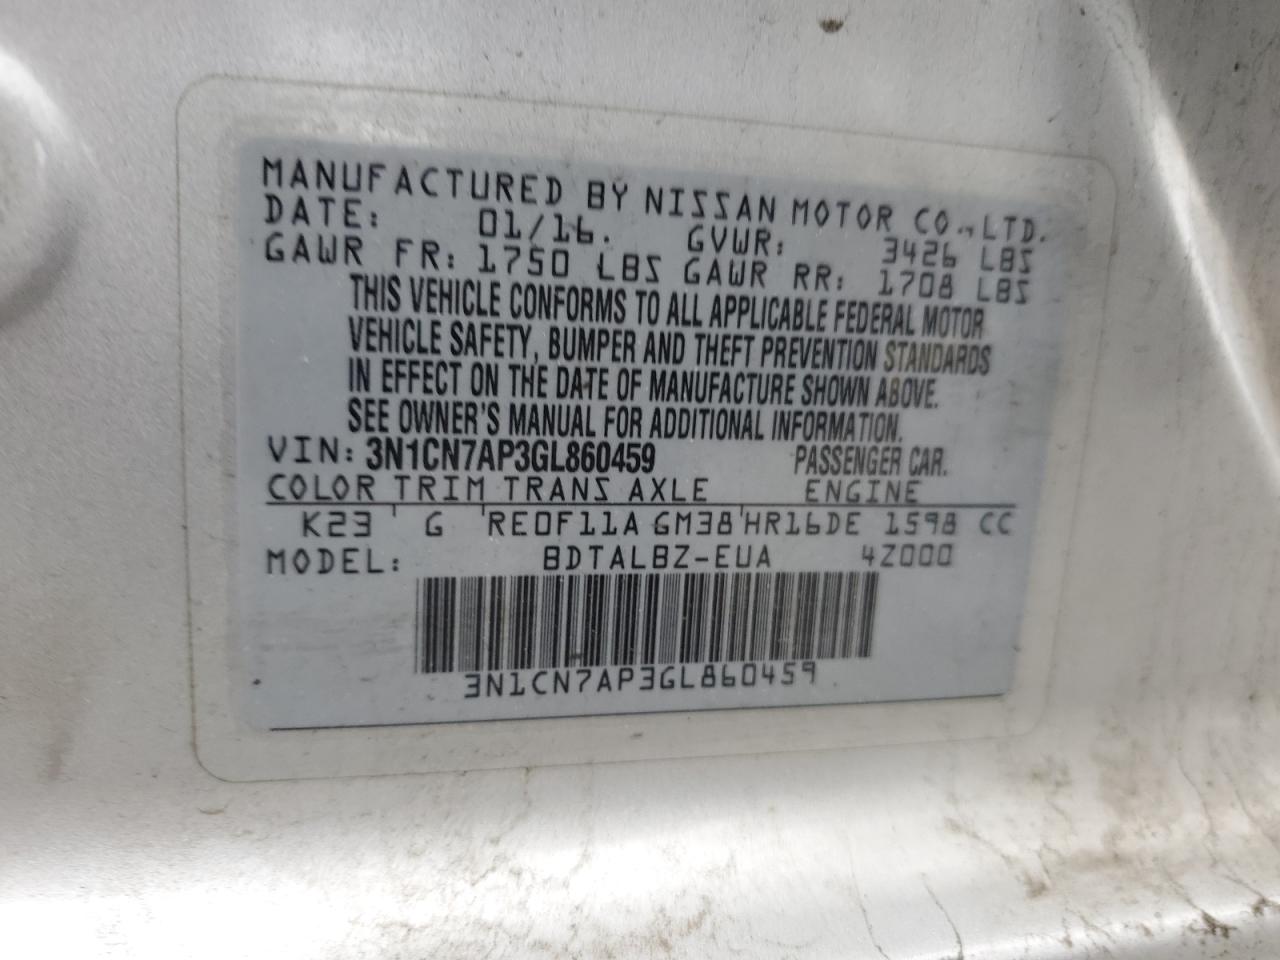 MANUFACTURED BY NISSAN MOTOR CO., LTD.
DATE: 01/16. GVWR: 3426 LBS
GAWR FR: 1750 LBS GAWR RR: 1708 LBS
THIS VEHICLE CONFORMS TO ALL APPLICABLE FEDERAL MOTOR
VEHICLE SAFETY, BUMPER AND THEFT PREVENTION STANDARDS
IN EFFECT ON THE DATE OF MANUFACTURE SHOWN ABOVE.
SEE OWNER'S MANUAL FOR ADDITIONAL INFORMATION.
VIN: 3N1CN7AP3GL860459 PASSENGER CAR.
COLOR TRIM TRANS AXLE ENGINE
K23 G RE0F11A GM38 HR16DE 1598 CC
MODEL: BDTALBZ-EUA 4Z000
3N1CN7AP3GL860459